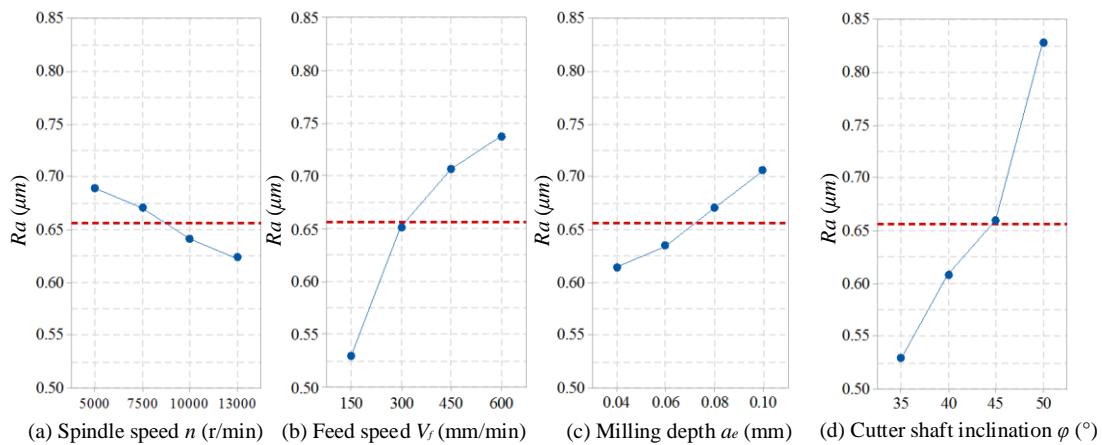 0.85
0.80
0.75
0.70
0.65
0.60
0.55
0.50
Ra (μm)
5000 7500 10000 13000
(a) Spindle speed n (r/min)
0.85
0.80
0.75
0.70
0.65
0.60
0.55
0.50
Ra (μm)
150 300 450 600
(b) Feed speed Vf (mm/min)
0.85
0.80
0.75
0.70
0.65
0.60
0.55
0.50
Ra (μm)
0.04 0.06 0.08 0.10
(c) Milling depth ae (mm)
0.85
0.80
0.75
0.70
0.65
0.60
0.55
0.50
Ra (μm)
35 40 45 50
(d) Cutter shaft inclination φ (°)